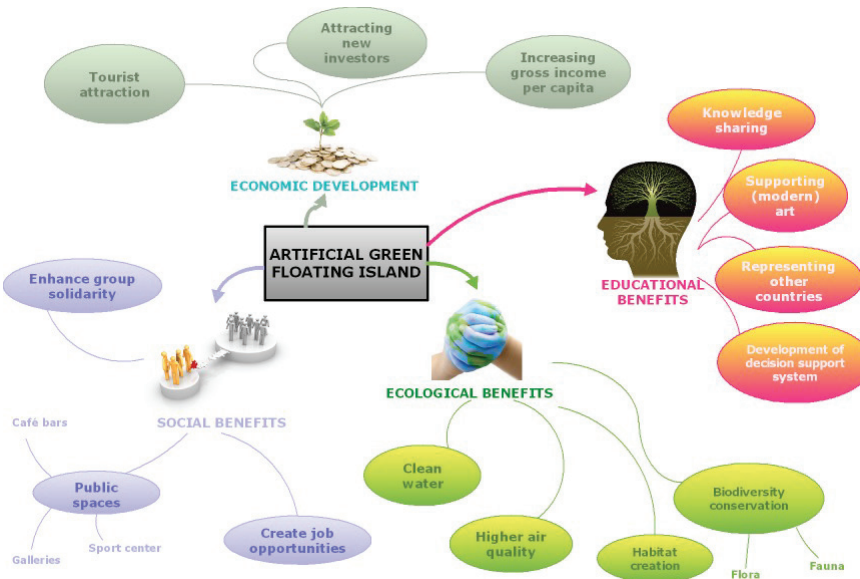 Attracting
new
investors
Tourist
attraction
Increasing
gross income
per capita
ECONOMIC DEVELOPMENT
Knowledge
sharing
Supporting
(modern)
art
Representing
other
countries
Development of
decision support
system
EDUCATIONAL
BENEFITS
ARTIFICIAL GREEN
FLOATING ISLAND
Enhance group
solidarity
SOCIAL BENEFITS
Café bars
Public
spaces
Galleries
Sport center
Create job
opportunities
ECOLOGICAL BENEFITS
Clean
water
Higher air
quality
Habitat
creation
Biodiversity
conservation
Flora
Fauna